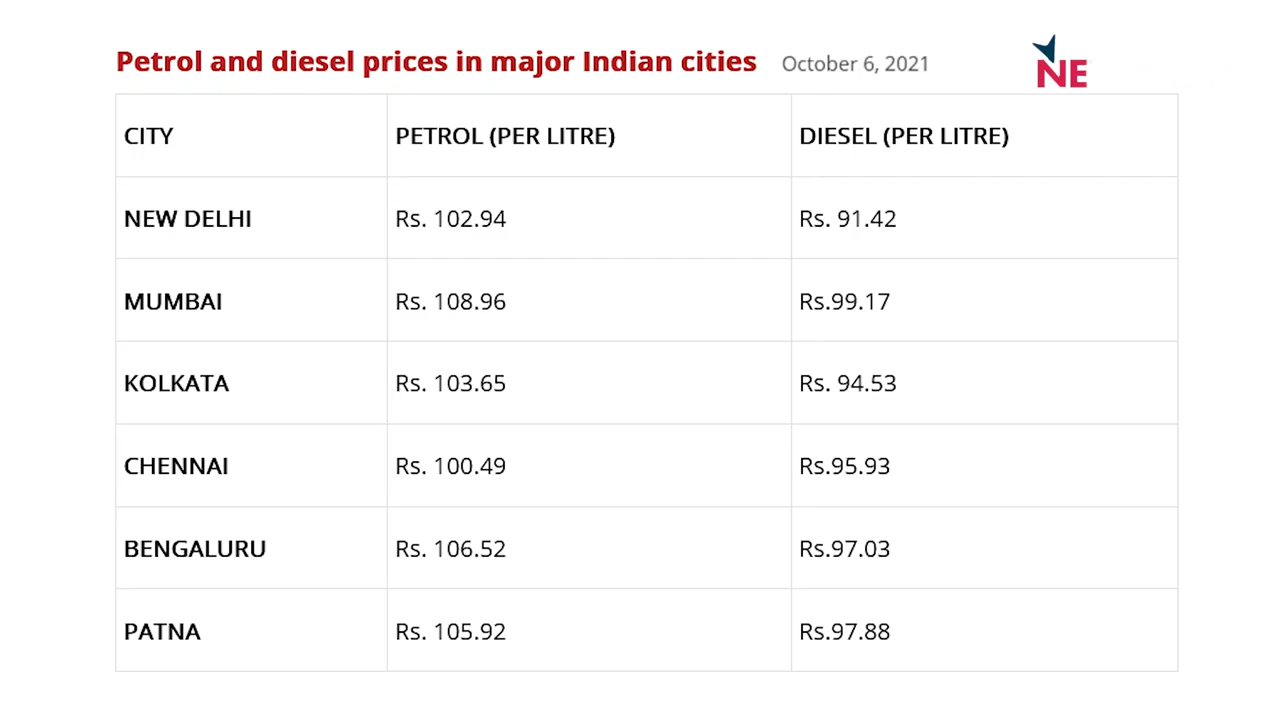 Petrol and diesel prices in major Indian cities October 6, 2021 NE
CITY PETROL (PER LITRE) DIESEL (PER LITRE)
NEW DELHI Rs. 102.94 Rs. 91.42
MUMBAI Rs. 108.96 Rs.99.17
KOLKATA Rs. 103.65 Rs. 94.53
CHENNAI Rs. 100.49 Rs.95.93
BENGALURU Rs. 106.52 Rs.97.03
PATNA Rs. 105.92 Rs.97.88